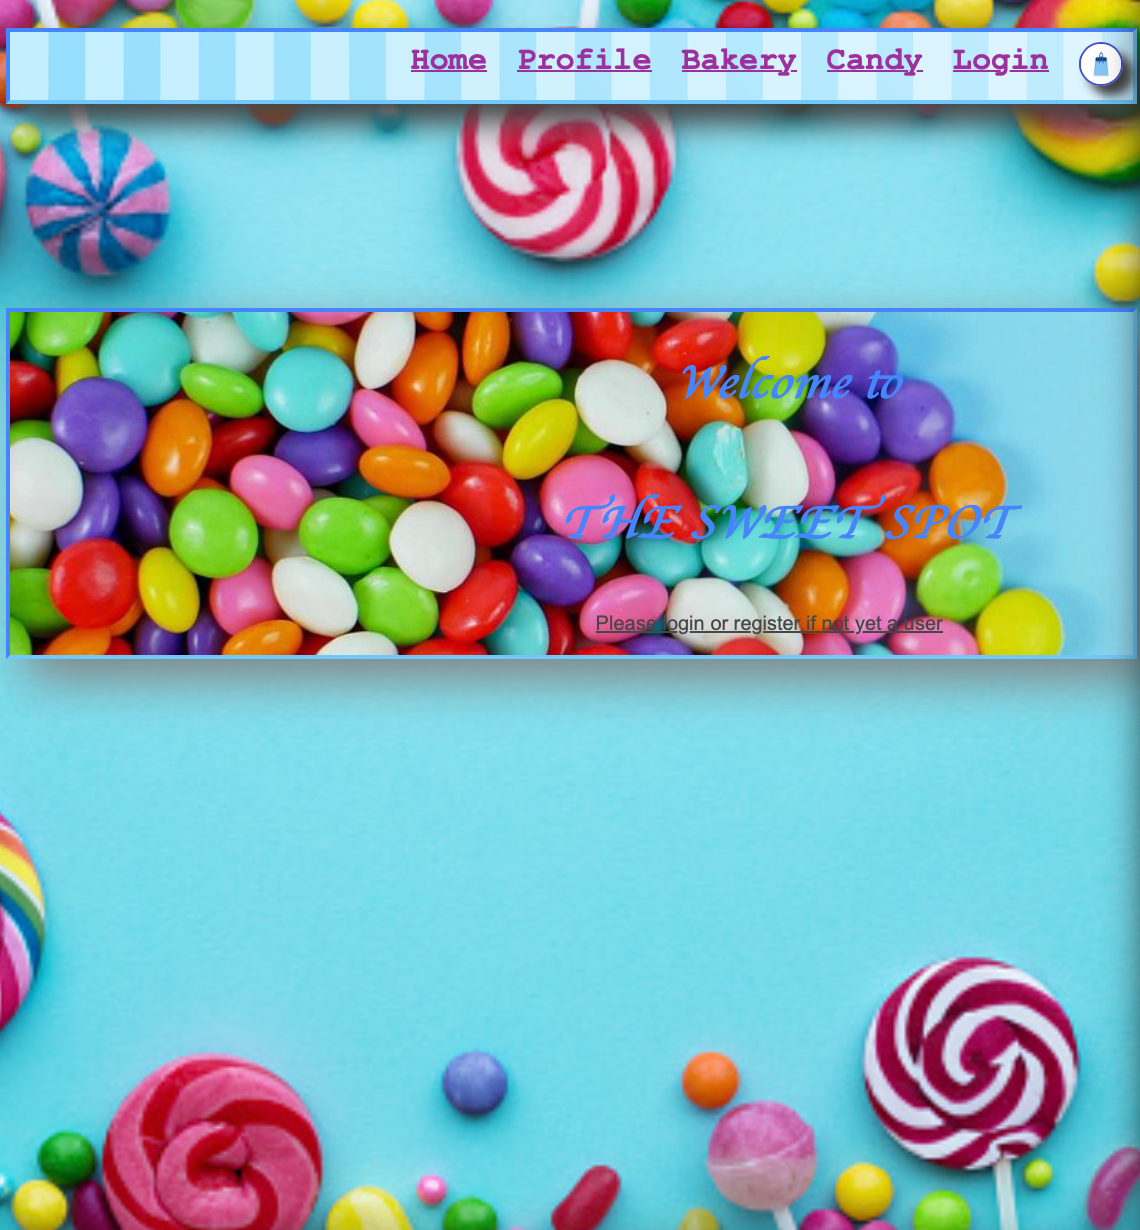 Home Profile Bakery Candy Login
Welcome to
THE SWEET SPOT
Please login or register if not yet a user